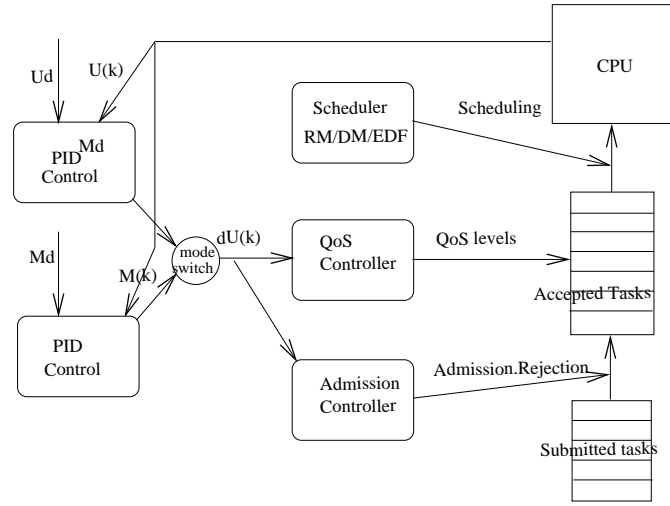 CPU
Ud
U(k)
Scheduler
RM/DM/EDF
Scheduling
Md
PID
Control
dU(k)
mode
switch
QoS
Controller
QoS levels
Md
M(k)
Accepted Tasks
PID
Control
Admission
Controller
Admission.Rejection
Submitted tasks